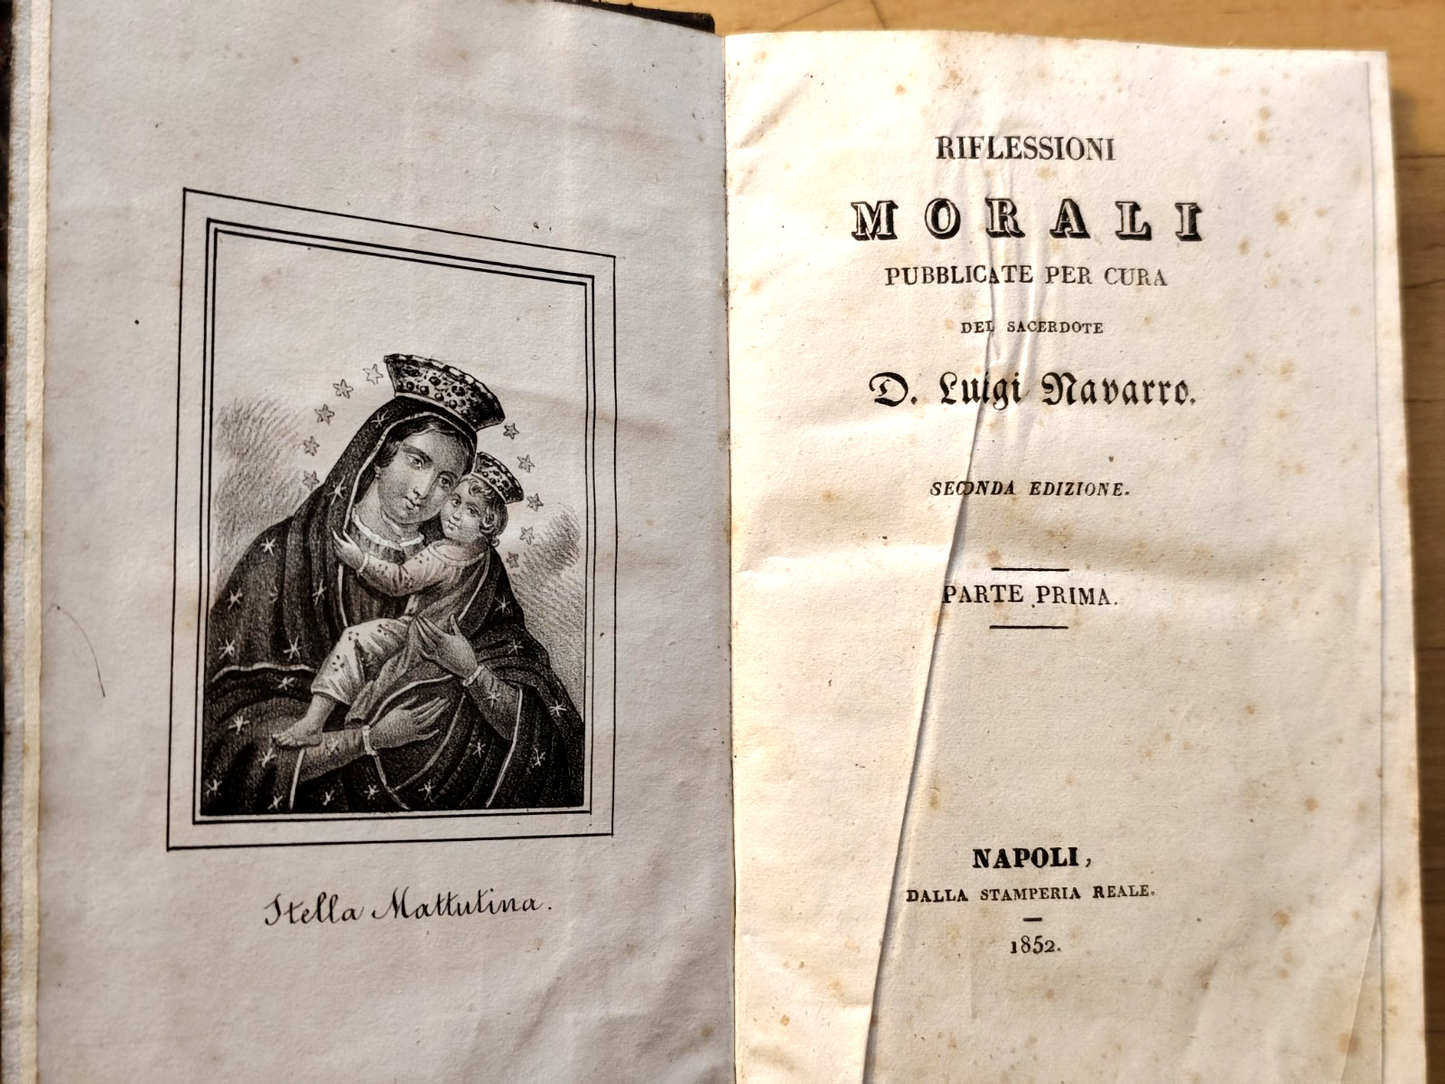 Stella Mattutina.
RIFLESSIONI
MORALI
PUBBLICATE PER CURA
DEL SACERDOTE
D. Luigi Navarro.
SECONDA EDIZIONE.
PARTE PRIMA.
NAPOLI,
DALLA STAMPERIA REALE.
1852.